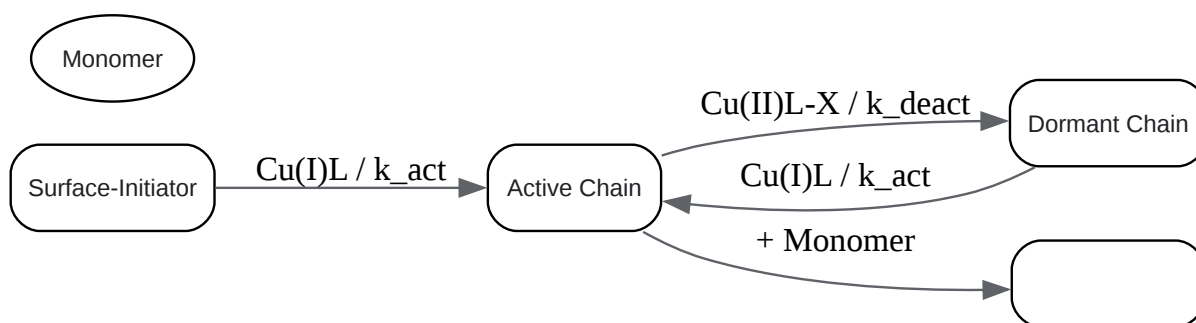 Monomer
Cu(II)L-X / k_deact
Dormant Chain
Cu(I)L / k_act
Surface-Initiator
Active Chain
Cu(I)L / k_act
+ Monomer